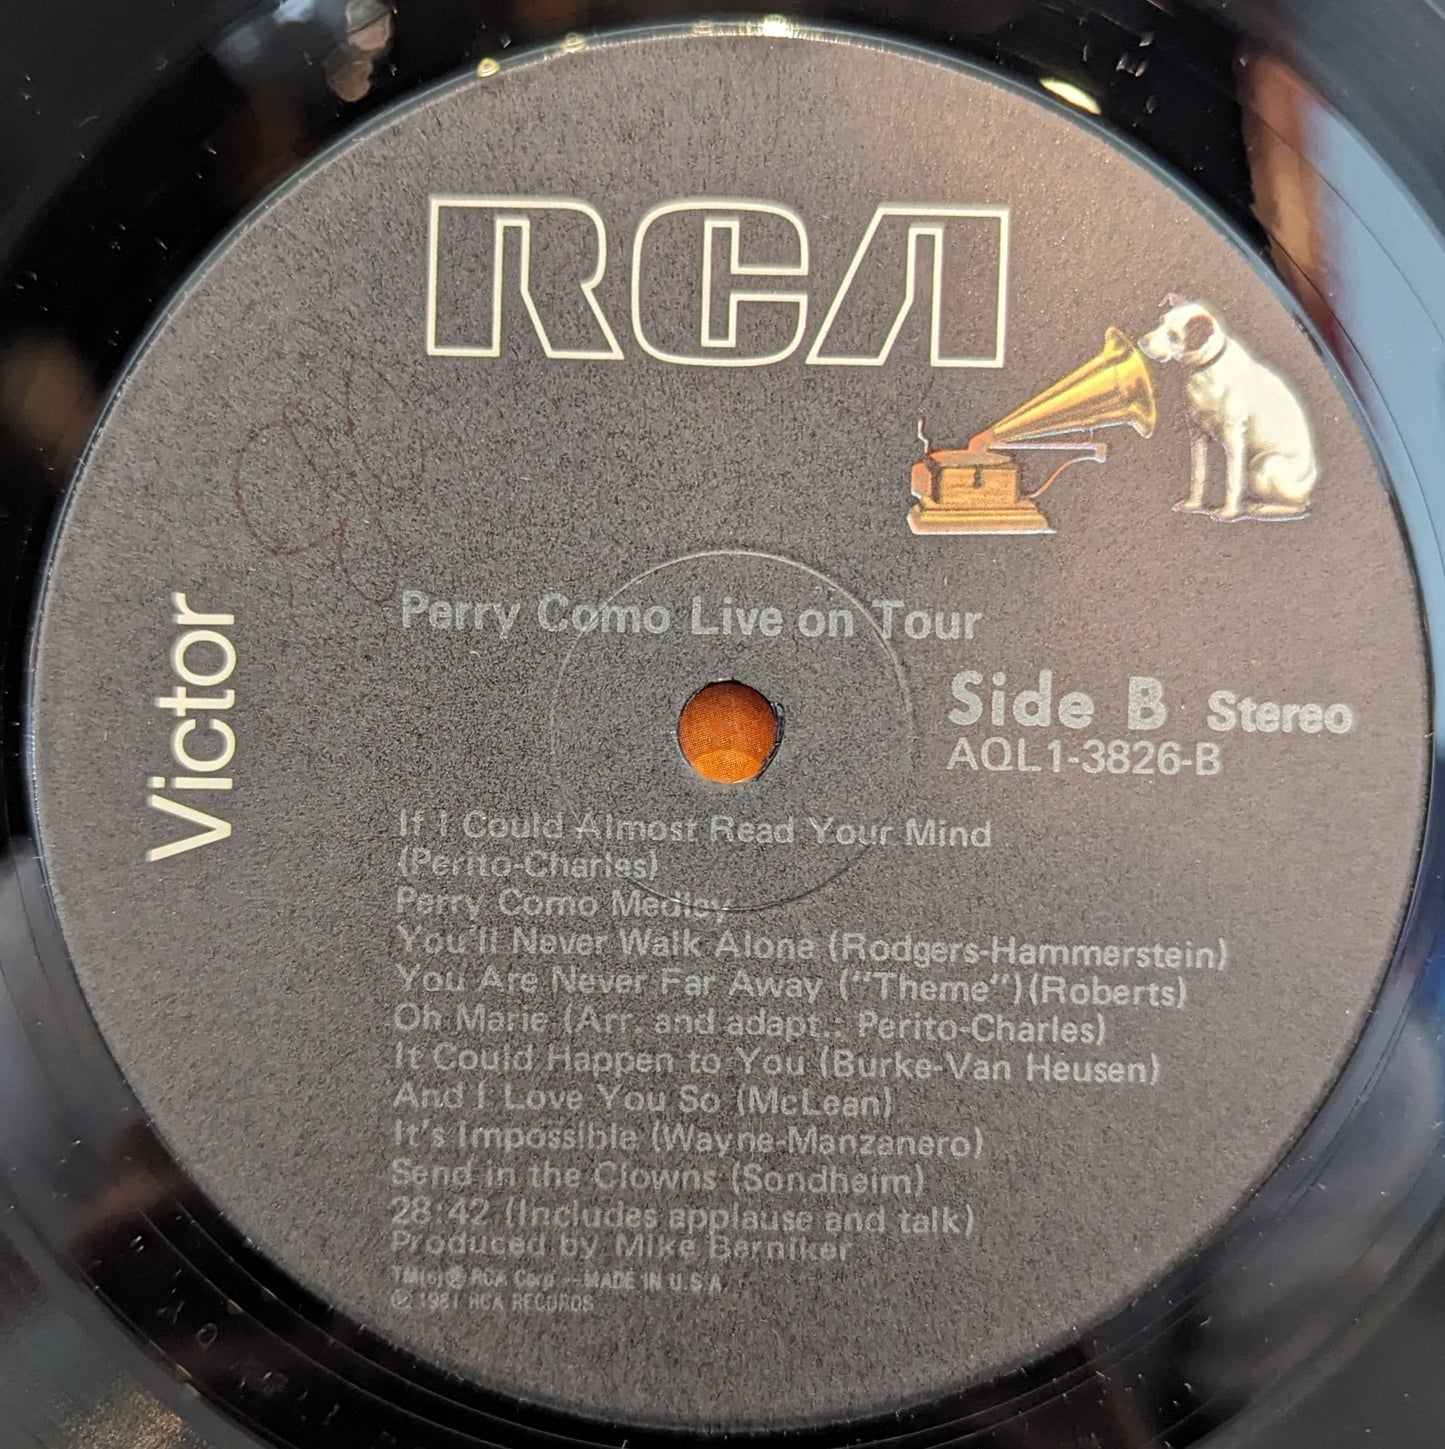 RCA
Victor
Perry Como Live on Tour
Side B Stereo
AQL1-3826-B
If I Could Almost Read Your Mind
(Perito-Charles)
Perry Como Medley
You'll Never Walk Alone (Rodgers-Hammerstein)
You Are Never Far Away ("Theme")(Roberts)
Oh Marie (Arr. and adapt.: Perito-Charles)
It Could Happen to You (Burke-Van Heusen)
And I Love You So (McLean)
It's Impossible (Wayne-Manzanero)
Send in the Clowns (Sondheim)
28:42 (Includes applause and talk)
Produced by Mike Berniker
TM(s)® RCA Corp.—MADE IN U.S.A.
© 1981 RCA RECORDS